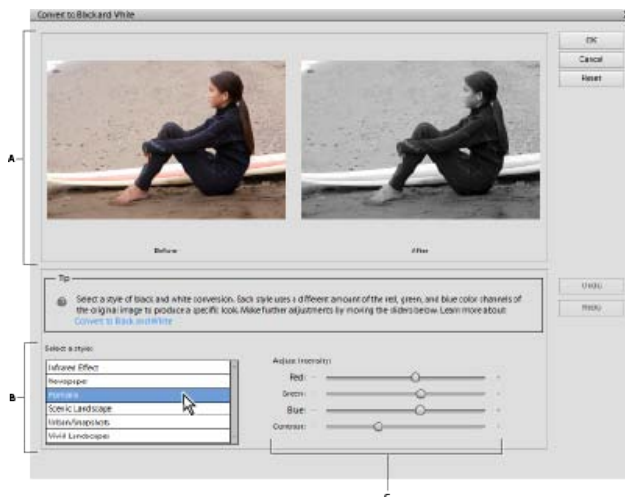 Convert to Black and White
OK
Cancel
Reset
A
Before
After
Tip
Select a style of black and white conversion. Each style uses a different amount of the red, green, and blue color channels of
the original image to produce a specific look. Make further adjustments by moving the sliders below. Learn more about:
Convert to Black and White
Undo
Redo
B
Select a style:
Infrared Effect
Newspaper
Portraits
Scenic Landscape
Urban/Snapshots
Vivid Landscapes
Adjust Intensity:
Red:
Green:
Blue:
Contrast:
C